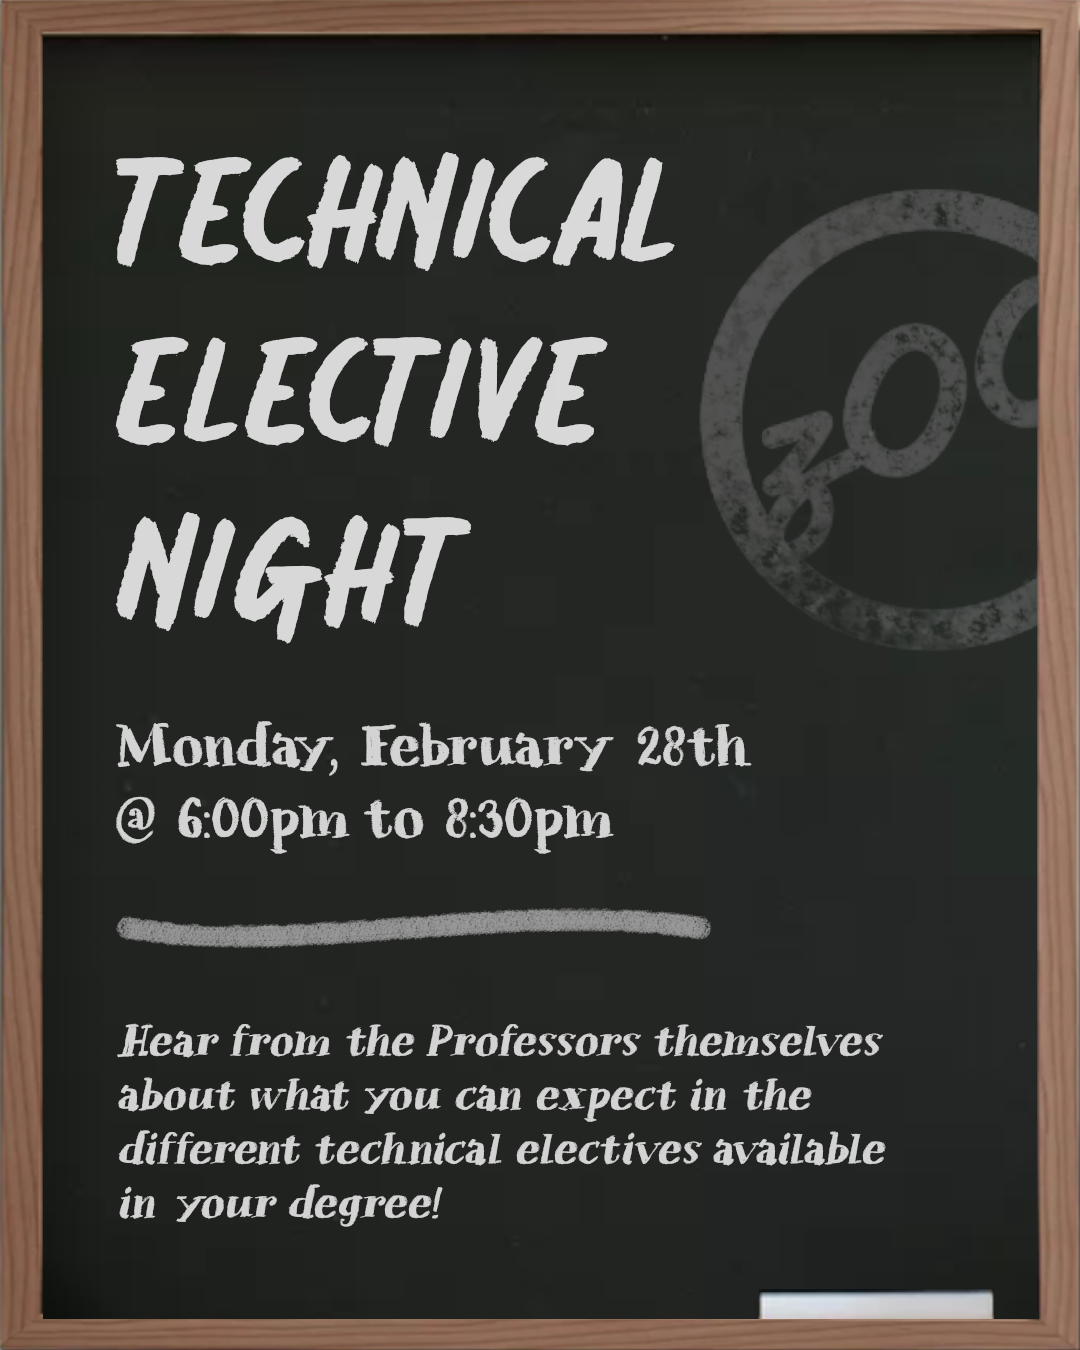 TECHNICAL
ELECTIVE
NIGHT
Monday, February 28th
@ 6:00pm to 8:30pm
Hear from the Professors themselves
about what you can expect in the
different technical electives available
in your degree!